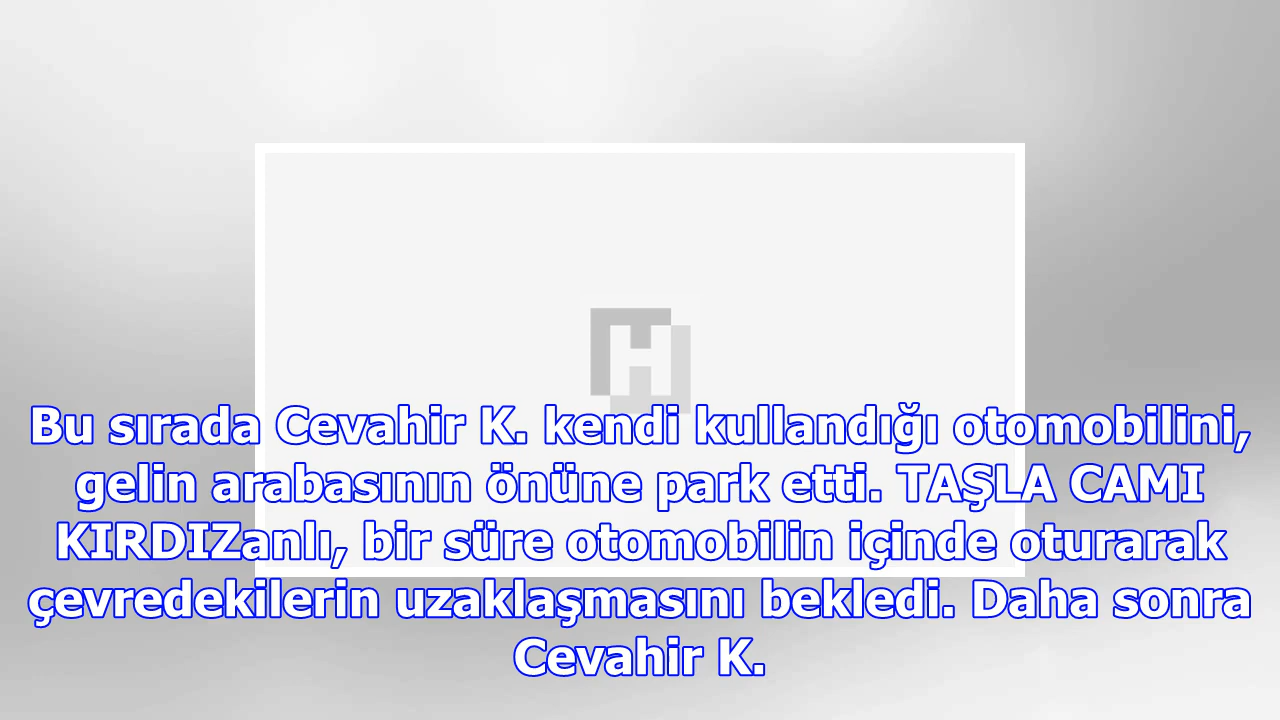 Bu sırada Cevahir K. kendi kullandığı otomobilini,
gelin arabasının önüne park etti. TAŞLA CAMI
KIRDIZanlı, bir süre otomobilin içinde oturarak
çevredekilerin uzaklaşmasını bekledi. Daha sonra
Cevahir K.